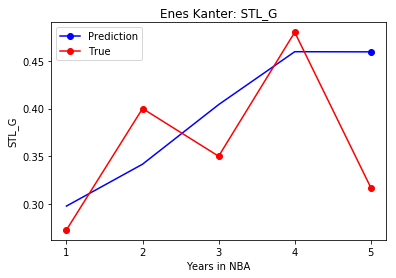 Enes Kanter: STL_G
Prediction
True
STL_G
0.45
0.40
0.35
0.30
1 2 3 4 5
Years in NBA